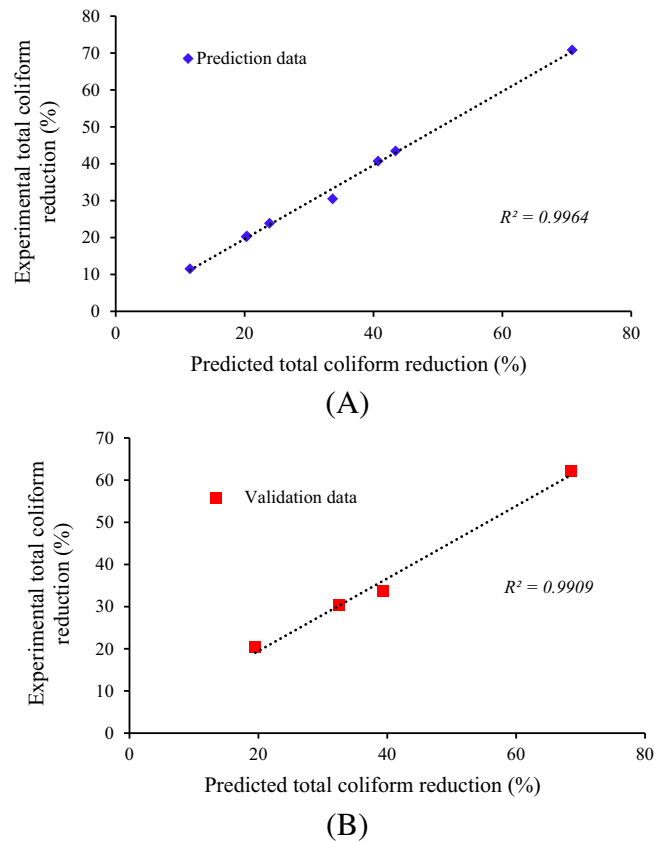 80
70
60
50
40
30
20
10
0
Experimental total coliform
reduction (%)
Prediction data
R² = 0.9964
0 20 40 60 80
Predicted total coliform reduction (%)
(A)
70
60
50
40
30
20
10
0
Experimental total coliform
reduction (%)
Validation data
R² = 0.9909
0 20 40 60 80
Predicted total coliform reduction (%)
(B)